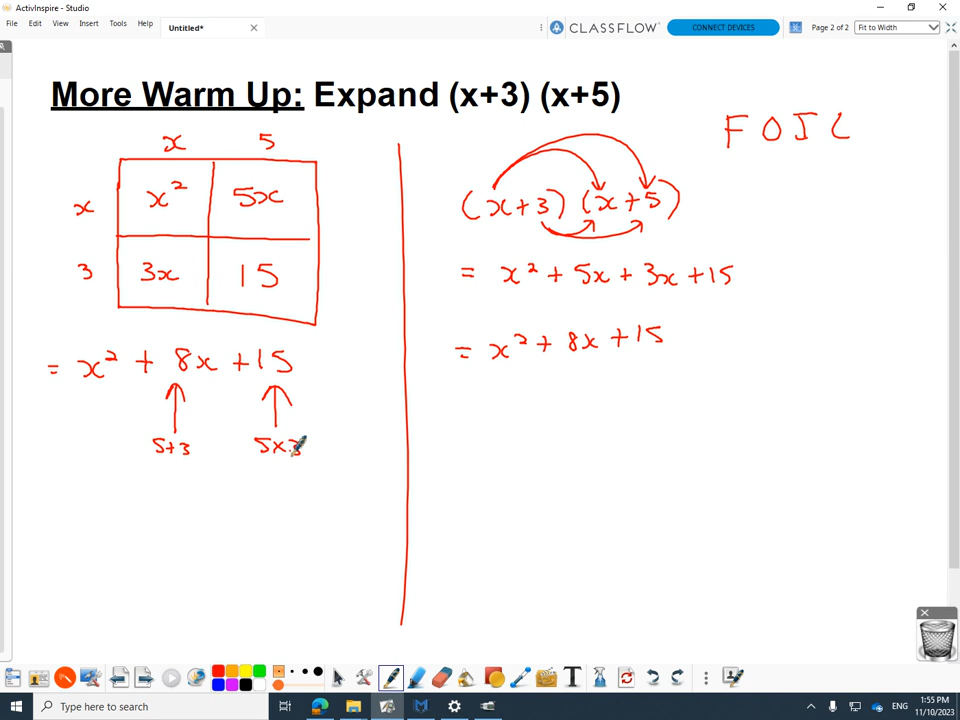 ActivInspire - Studio
File Edit View Insert Tools Help
Untitled*
CLASSFLOW
CONNECT DEVICES
Page 2 of 2
Fit to Width
More Warm Up: Expand (x+3) (x+5)
F O I L
x 5
x x² 5x
3 3x 15
= x² + 8x +15
5+3 5×3
(x+3) (x+5)
= x² + 5x + 3x +15
= x² + 8x +15
Type here to search
ENG
1:55 PM
11/10/2023